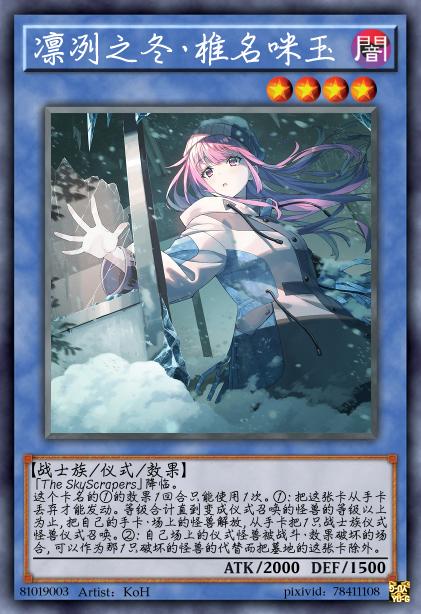 凛冽之冬·椎名咪玉 闇
【战士族/仪式/效果】
「The SkyScrapers」降临。
这个卡名的①的效果1回合只能使用1次。①:把这张卡从手卡
丢弃才能发动。等级合计直到变成仪式召唤的怪兽的等级以上
为止,把自己的手卡·场上的怪兽解放,从手卡把1只战士族仪式
怪兽仪式召唤。②:自己场上的仪式怪兽被战斗·效果破坏的场
合,可以作为那1只破坏的怪兽的代替而把墓地的这张卡除外。
ATK/2000 DEF/1500
81019003 Artist: KoH pixivid: 78411108